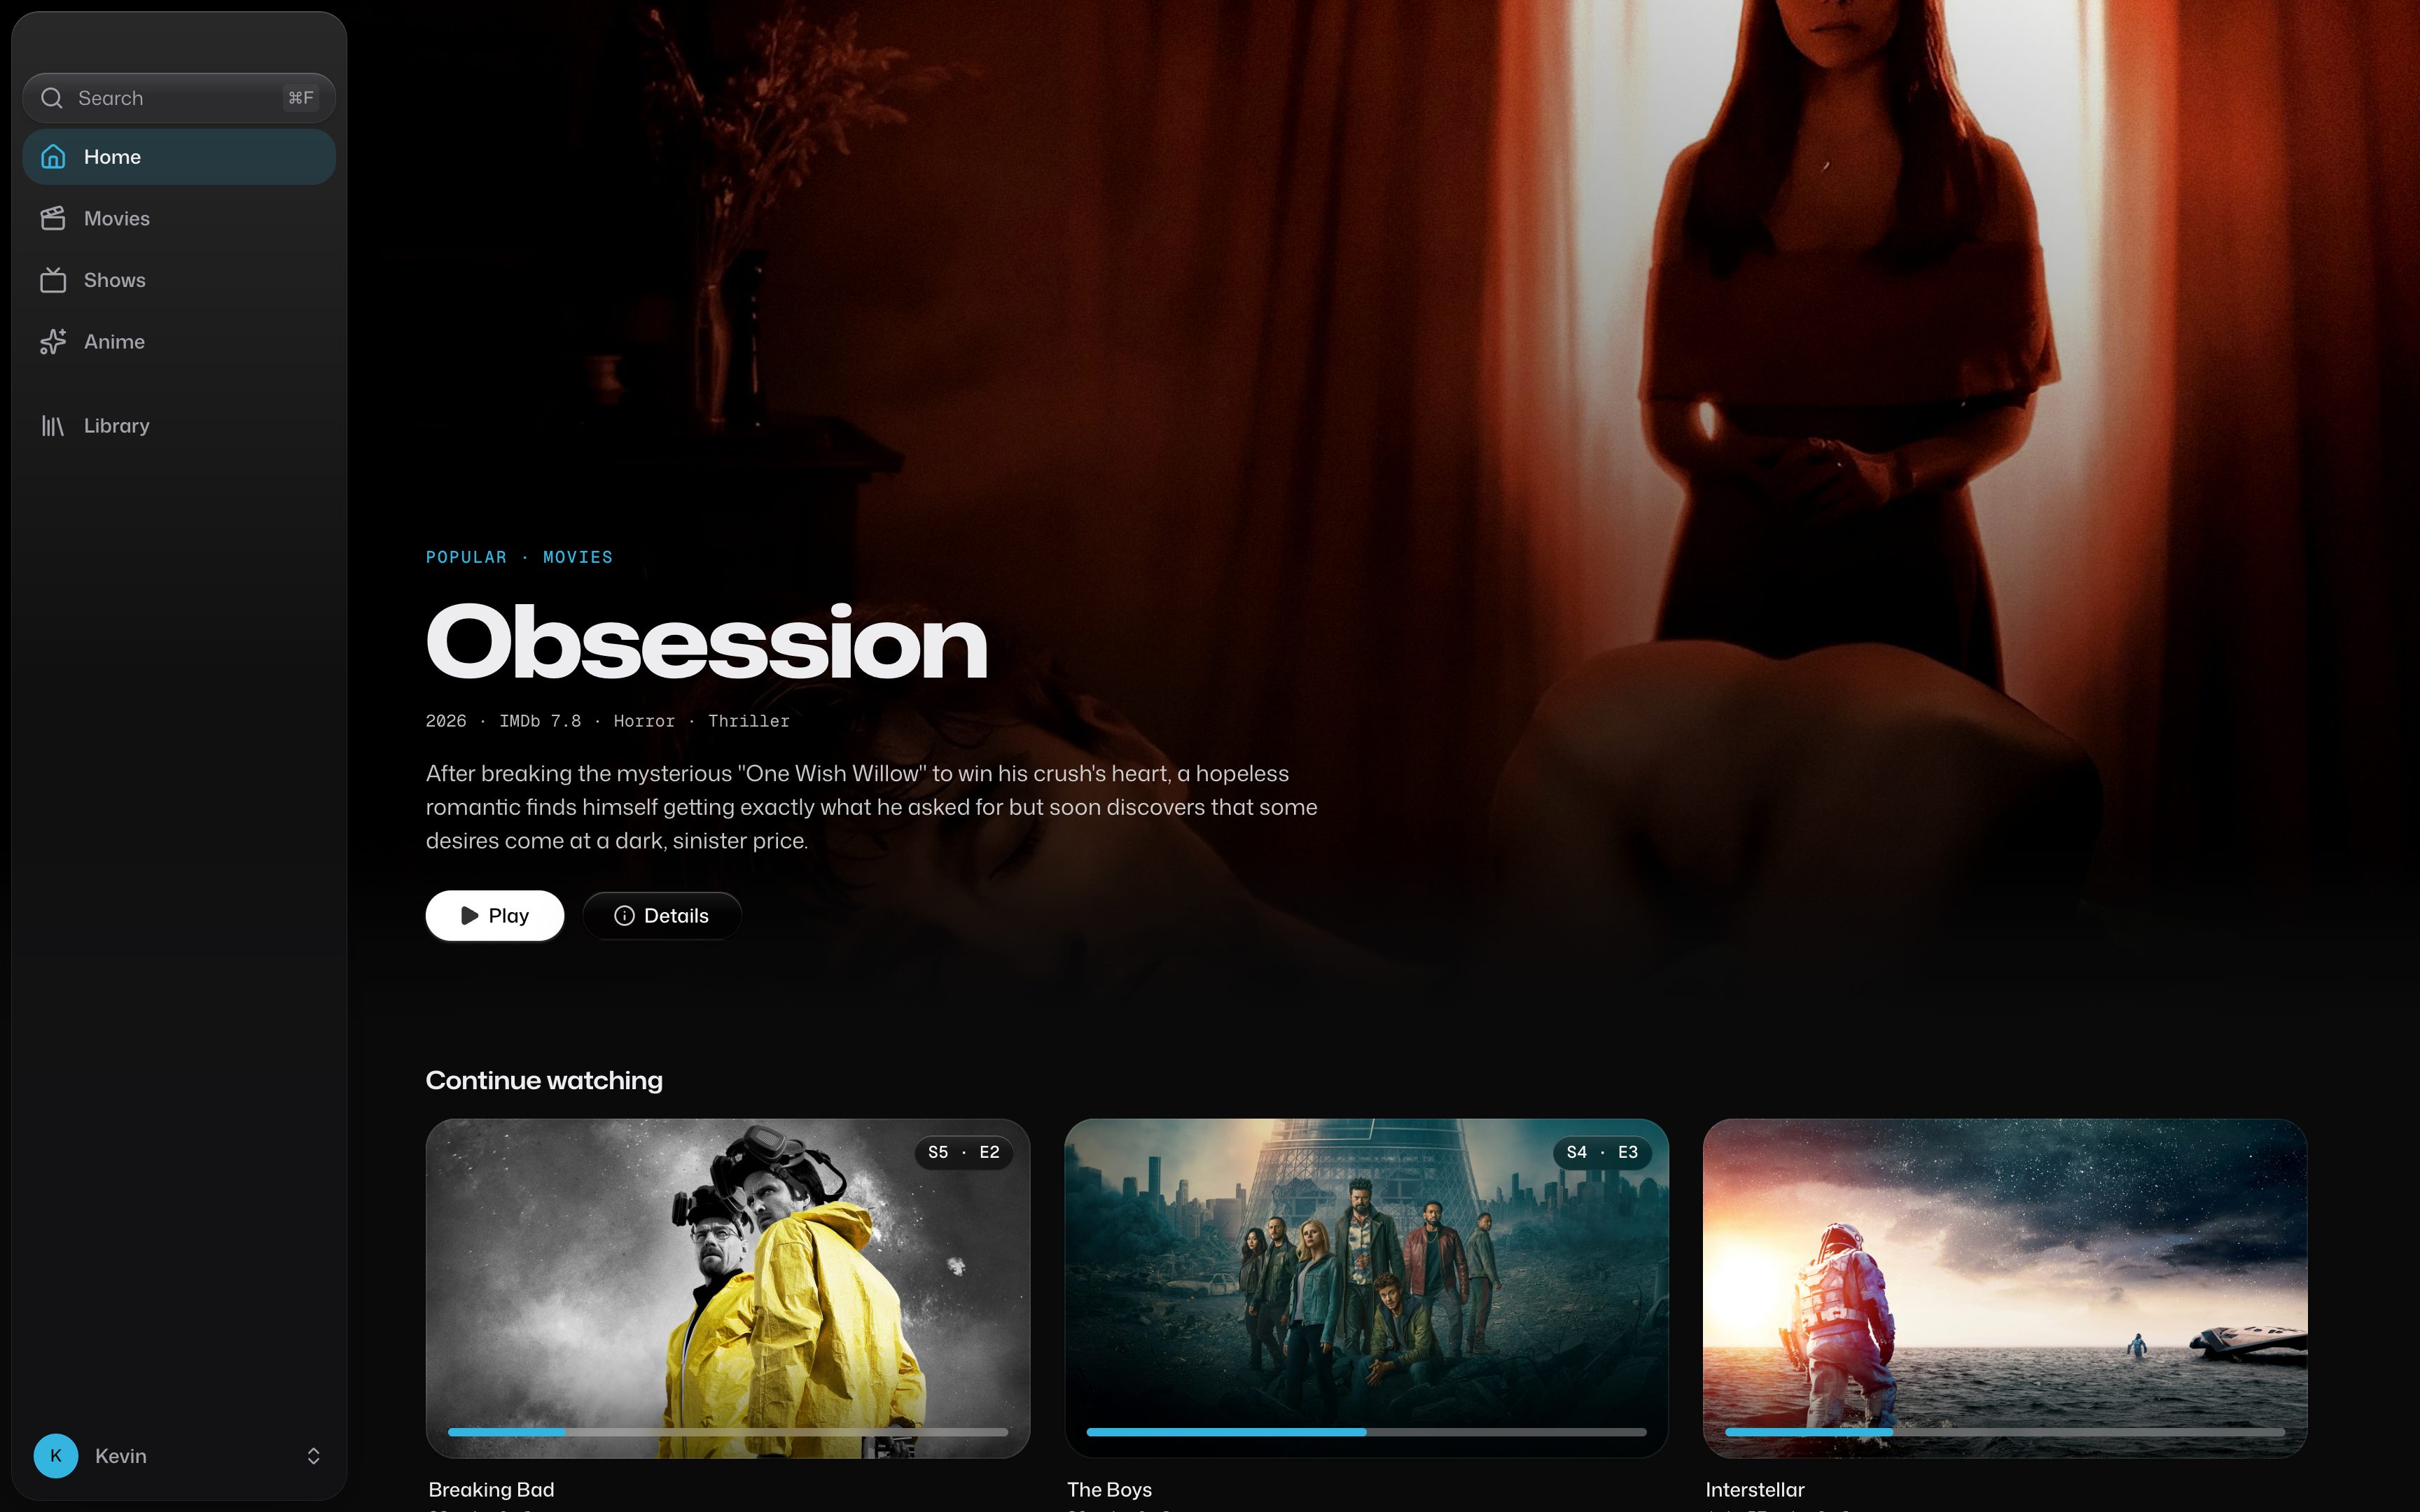 Search ⌘F
Home
Movies
Shows
Anime
Library
POPULAR · MOVIES
Obsession
2026 · IMDb 7.8 · Horror · Thriller
After breaking the mysterious "One Wish Willow" to win his crush's heart, a hopeless
romantic finds himself getting exactly what he asked for but soon discovers that some
desires come at a dark, sinister price.
Play
Details
Continue watching
S5 · E2
S4 · E3
Breaking Bad
The Boys
Interstellar
K
Kevin